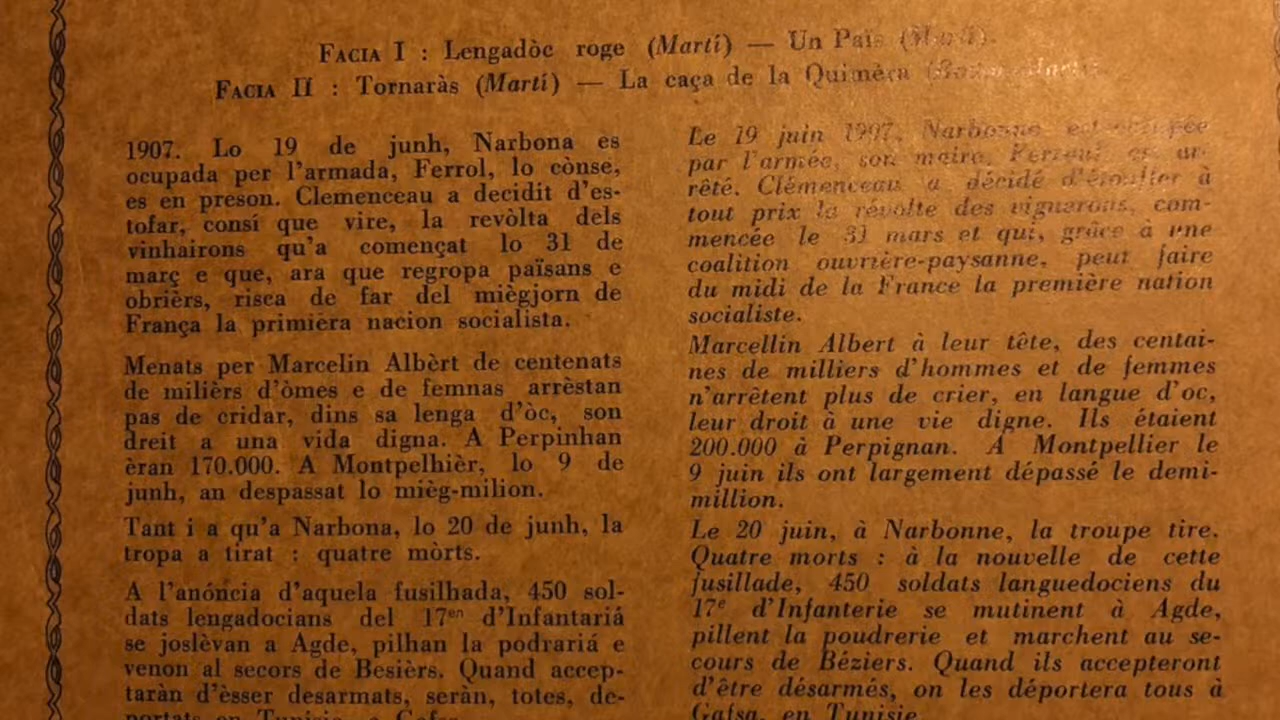 FACIA I : Lengadòc roge (Martí) — Un País (Martí).
FACIA II : Tornaràs (Martí) — La caça de la Quimèra
1907. Lo 19 de junh, Narbona es
ocupada per l'armada, Ferrol, lo cònse,
es en preson. Clemenceau a decidit d'es-
tofar, consí que vire, la revòlta dels
vinhairons qu'a començat lo 31 de
març e que, ara que regropa païsans e
obrièrs, risca de far del miègjorn de
França la primièra nacion socialista.
Menats per Marcelin Albèrt de centenats
de milièrs d'òmes e de femnas arrèstan
pas de cridar, dins sa lenga d'òc, son
dreit a una vida digna. A Perpinhan
èran 170.000. A Montpelhièr, lo 9 de
junh, an despassat lo mièg-milion.
Tant i a qu'a Narbona, lo 20 de junh, la
tropa a tirat : quatre mòrts.
A l'anóncia d'aquela fusilhada, 450 sol-
dats lengadocians del 17en d'Infantariá
se joslèvan a Agde, pilhan la podrariá e
venon al secors de Besièrs. Quand accep-
taràn d'èsser desarmats, seràn, totes, de-
portats en Tunisia, a Gafsa.
Le 19 juin 1907, Narbonne est occupée
par l'armée, son maire, Ferroul est ar-
rêté. Clémenceau a décidé d'étouffer à
tout prix la révolte des vignerons, com-
mencée le 31 mars et qui, grâce à une
coalition ouvrière-paysanne, peut faire
du midi de la France la première nation
socialiste.
Marcellin Albert à leur tête, des centai-
nes de milliers d'hommes et de femmes
n'arrêtent plus de crier, en langue d'oc,
leur droit à une vie digne. Ils étaient
200.000 à Perpignan. A Montpellier le
9 juin ils ont largement dépassé le demi-
million.
Le 20 juin, à Narbonne, la troupe tire.
Quatre morts : à la nouvelle de cette
fusillade, 450 soldats languedociens du
17e d'Infanterie se mutinent à Agde,
pillent la poudrerie et marchent au se-
cours de Béziers. Quand ils accepteront
d'être désarmés, on les déportera tous à
Gafsa, en Tunisie.